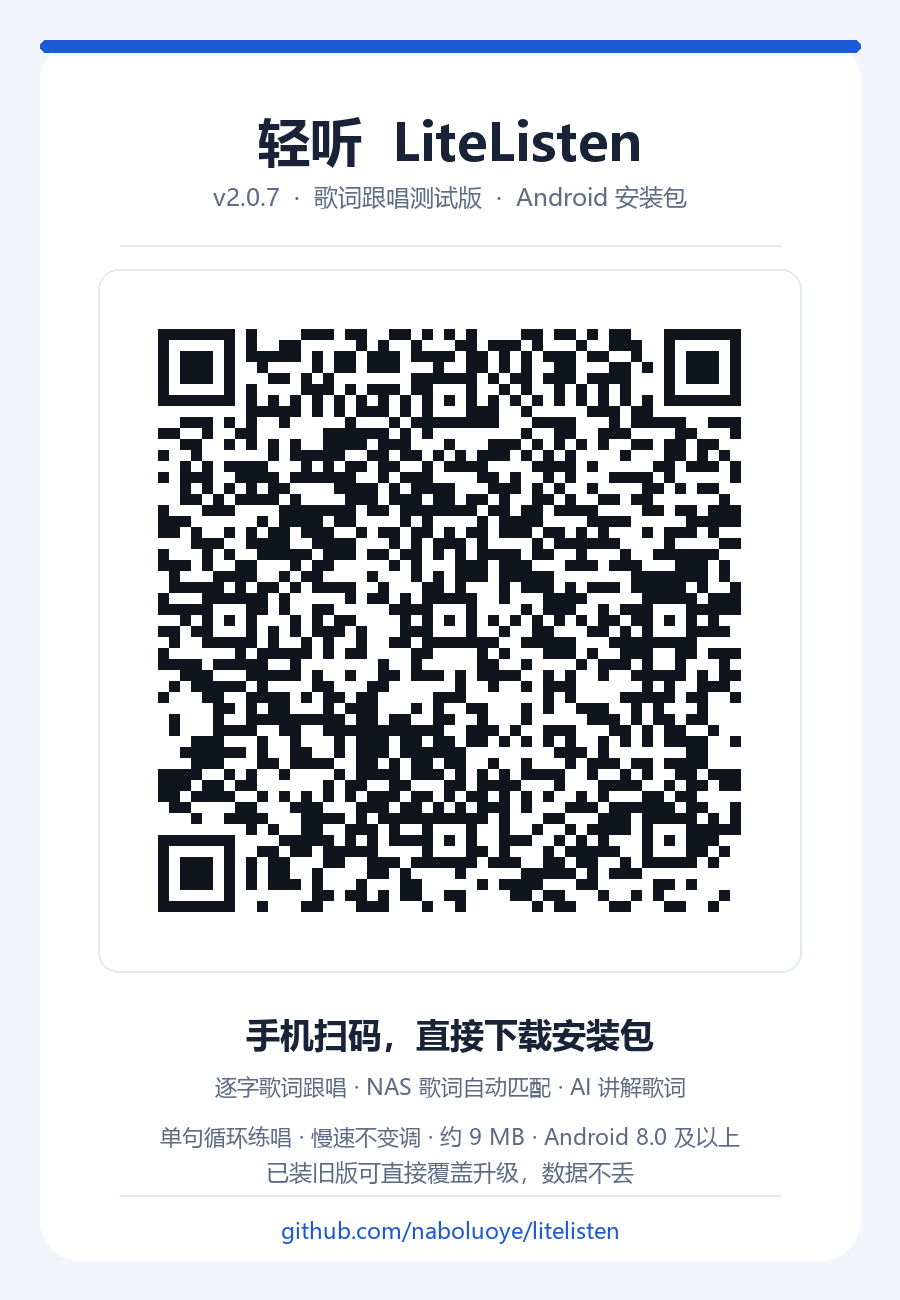 轻听 LiteListen
v2.0.7 · 歌词跟唱测试版 · Android 安装包
手机扫码，直接下载安装包
逐字歌词跟唱 · NAS 歌词自动匹配 · AI 讲解歌词
单句循环练唱 · 慢速不变调 · 约 9 MB · Android 8.0 及以上
已装旧版可直接覆盖升级，数据不丢
github.com/naboluoye/litelisten